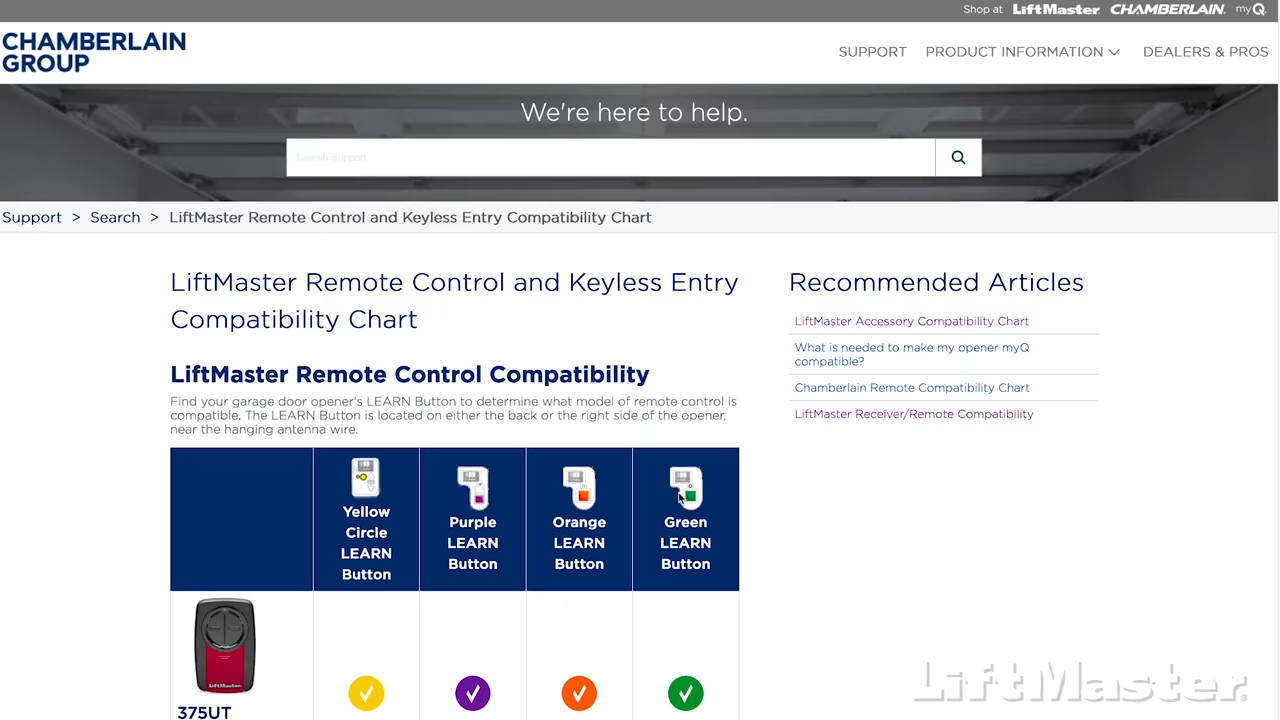 Shop at LiftMaster. CHAMBERLAIN. myQ
CHAMBERLAIN
GROUP
SUPPORT PRODUCT INFORMATION DEALERS & PROS
We're here to help.
Search Support
Support > Search > LiftMaster Remote Control and Keyless Entry Compatibility Chart
LiftMaster Remote Control and Keyless Entry
Compatibility Chart
LiftMaster Remote Control Compatibility
Find your garage door opener's LEARN Button to determine what model of remote control is
compatible. The LEARN Button is located on either the back or the right side of the opener,
near the hanging antenna wire.
Yellow
Circle
LEARN
Button
Purple
LEARN
Button
Orange
LEARN
Button
Green
LEARN
Button
LiftMaster
375UT
Recommended Articles
LiftMaster Accessory Compatibility Chart
What is needed to make my opener myQ
compatible?
Chamberlain Remote Compatibility Chart
LiftMaster Receiver/Remote Compatibility
LiftMaster®